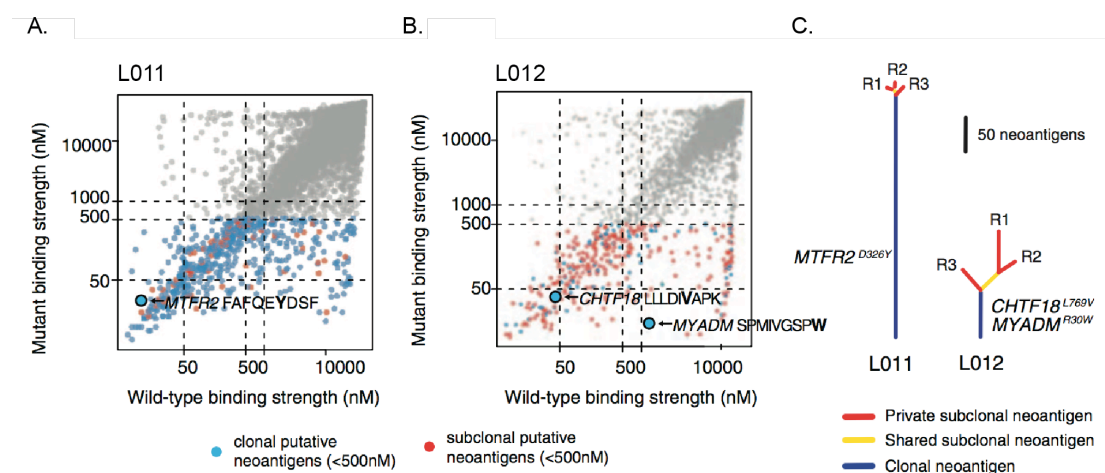 A.
L011
Mutant binding strength (nM)
10000
1000
500
50
MTFR2 FAFQEYDSF
50
500
10000
Wild-type binding strength (nM)
B.
L012
Mutant binding strength (nM)
10000
1000
500
50
CHTF18 LLLDIVAPK
MYADM SPMIVGSPW
50
500
10000
Wild-type binding strength (nM)
clonal putative
neoantigens (<500nM)
subclonal putative
neoantigens (<500nM)
C.
R2
R1
R3
50 neoantigens
R1
R3
R2
MTFR2 D326Y
CHTF18 L769V
MYADM R30W
L011
L012
Private subclonal neoantigen
Shared subclonal neoantigen
Clonal neoantigen